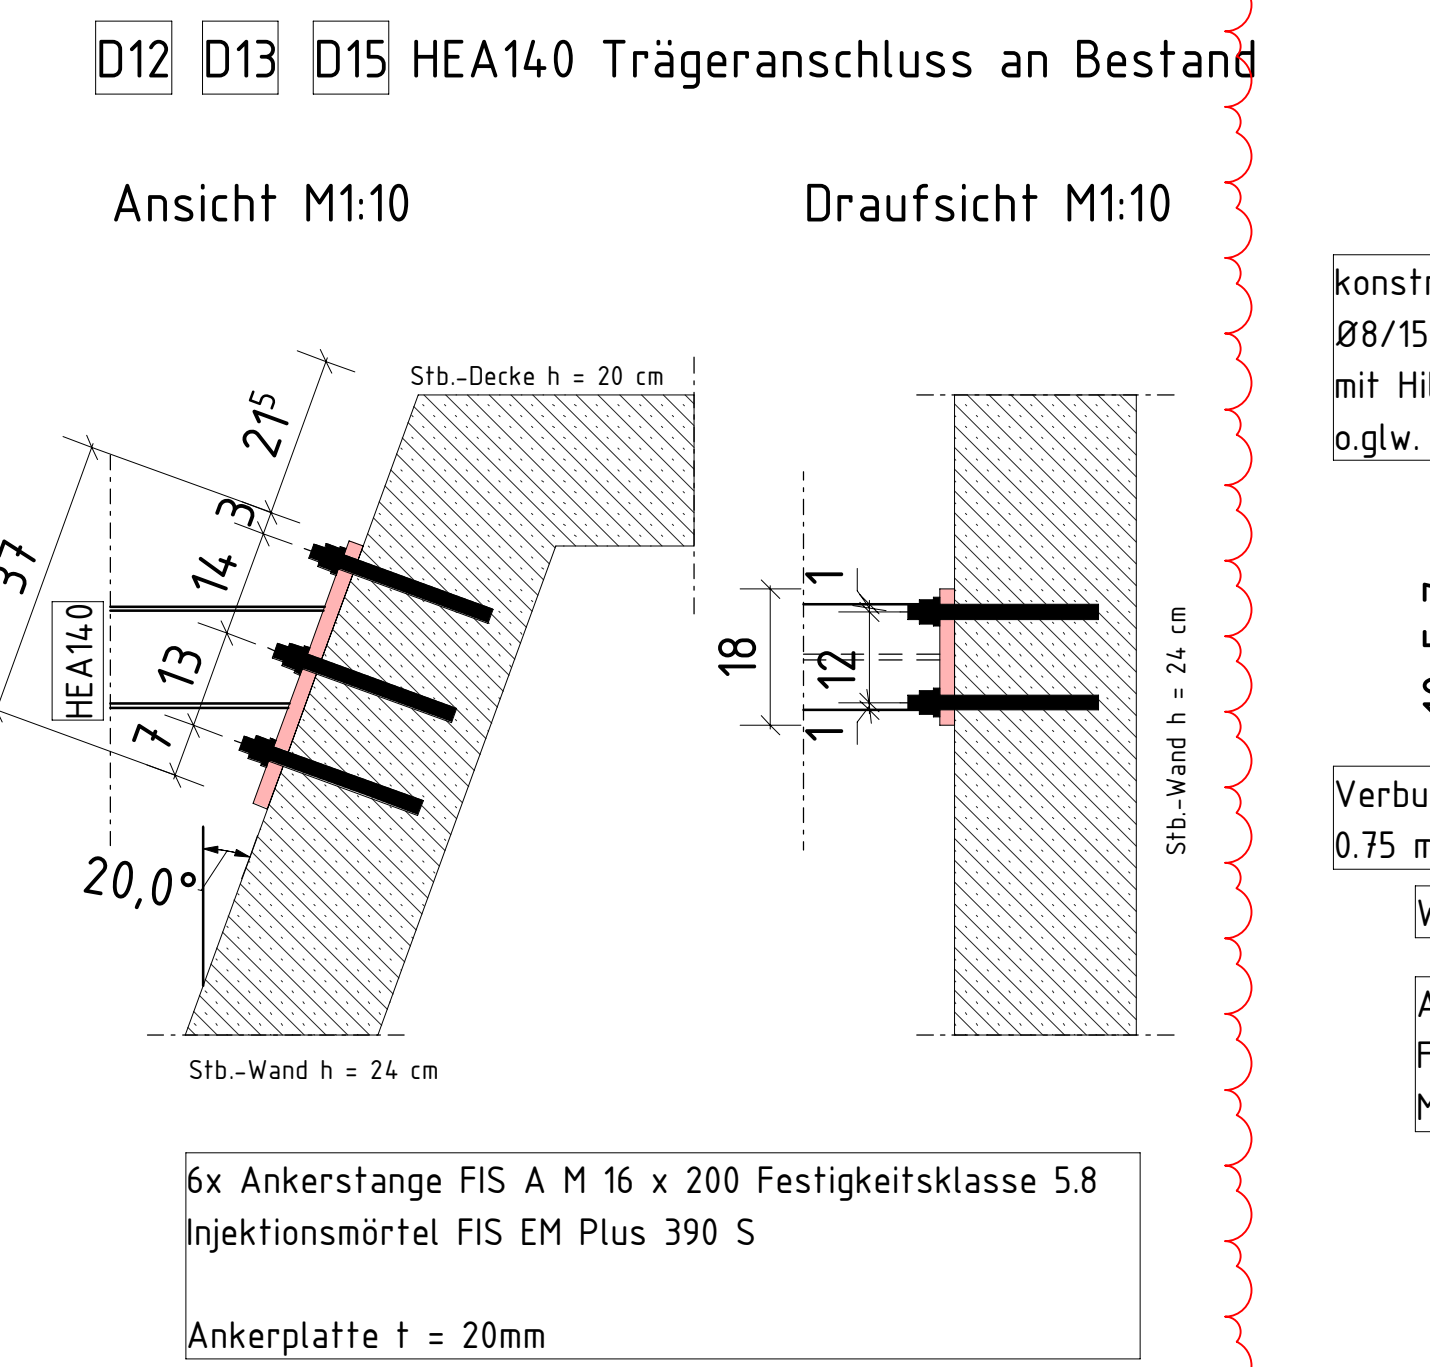 D12 D13 D15 HEA140 Trägeranschluss an Bestand
Ansicht M1:10
Draufsicht M1:10
Stb.-Decke h = 20 cm
21⁵
3
14
13
7
37
HEA140
20,0°
Stb.-Wand h = 24 cm
1
18
12
1
Stb.-Wand h = 24 cm
6x Ankerstange FIS A M 16 x 200 Festigkeitsklasse 5.8
Injektionsmörtel FIS EM Plus 390 S
Ankerplatte t = 20mm
Ø8/15
mit
o.glw.
0.75